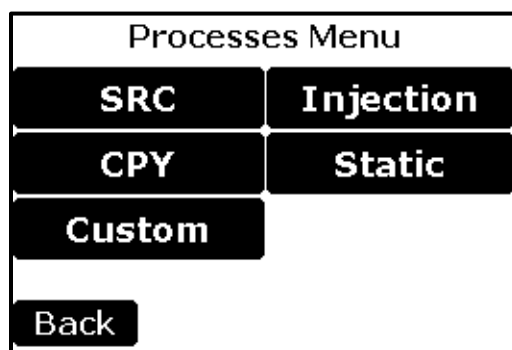 Processes Menu
SRC Injection
CPY Static
Custom
Back